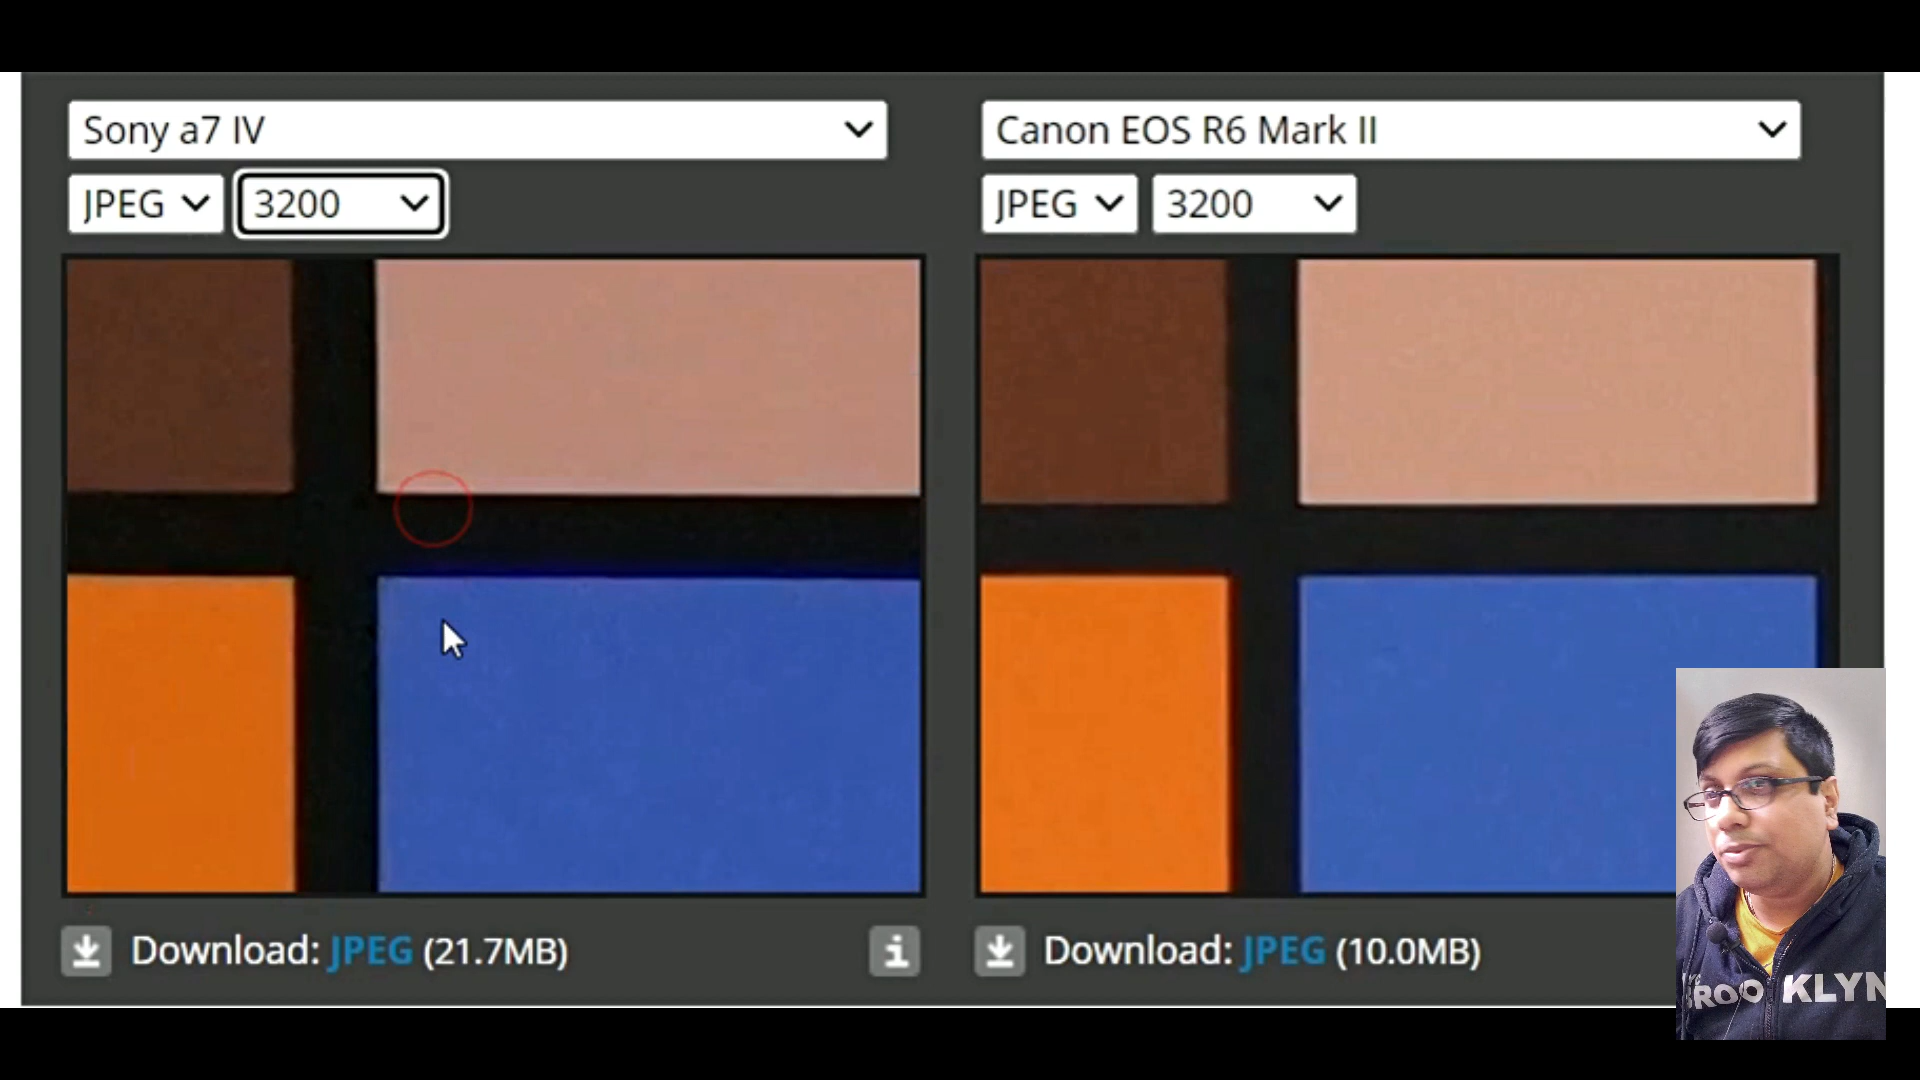 Sony a7 IV
JPEG 3200
Canon EOS R6 Mark II
JPEG 3200
Download: JPEG (21.7MB)
Download: JPEG (10.0MB)
KLYN